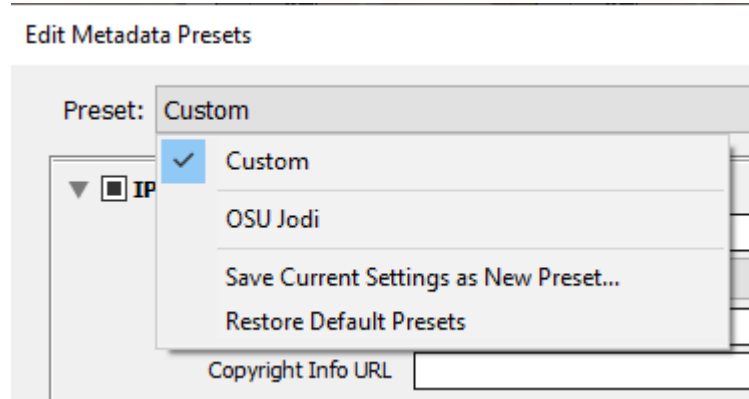 Edit Metadata Presets
Preset: Custom
Custom
IP
OSU Jodi
Save Current Settings as New Preset...
Restore Default Presets
Copyright Info URL